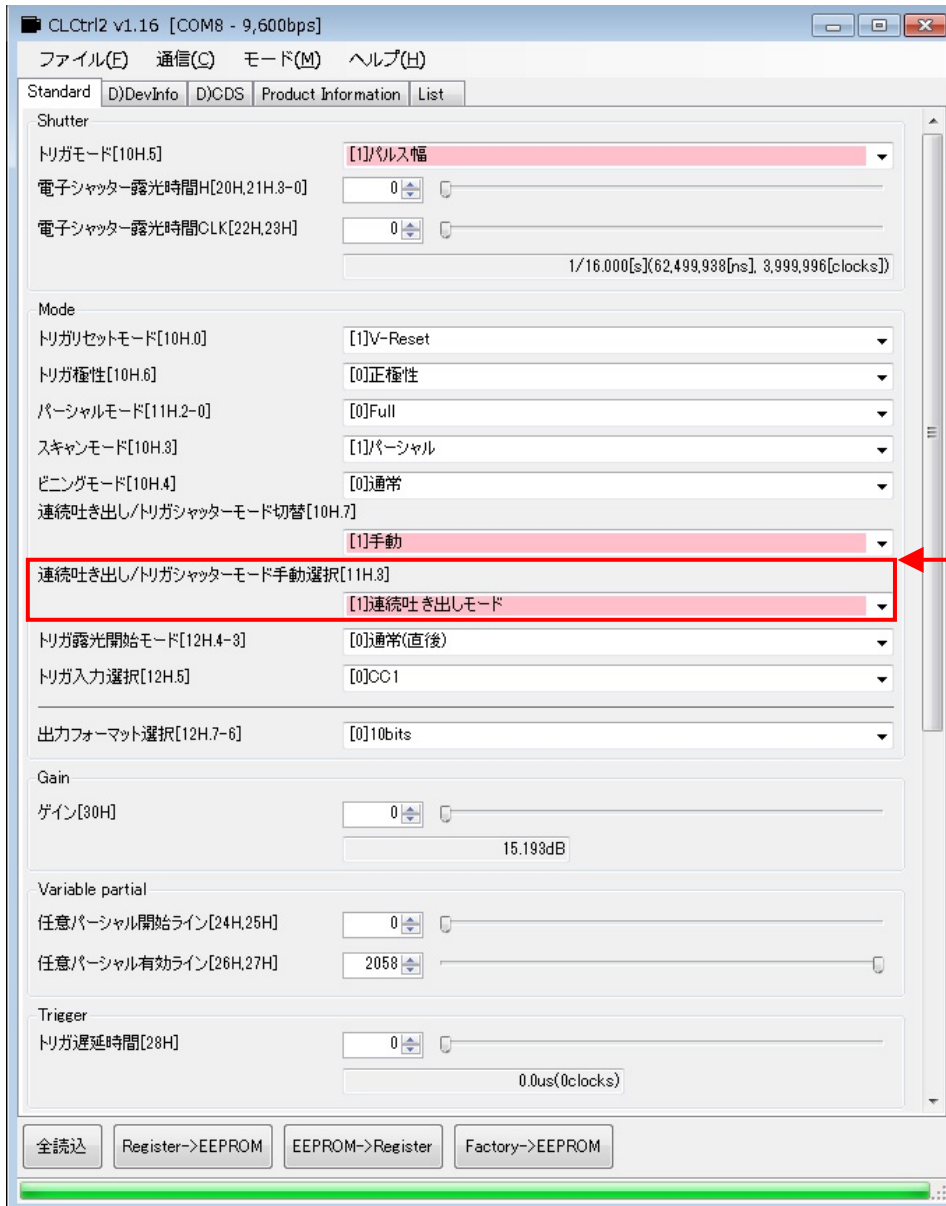 CLCtrl2 v1.16 [COM8 - 9,600bps]
ファイル(F) 通信(C) モード(M) ヘルプ(H)
Standard D)DevInfo D)CDS Product Information List
Shutter
トリガモード[10H.5] [1]パルス幅
電子シャッター露光時間H[20H,21H.3-0] 0
電子シャッター露光時間CLK[22H,23H] 0
1/16.000[s](62,499,938[ns], 3,999,996[clocks])
Mode
トリガリセットモード[10H.0] [1]V-Reset
トリガ極性[10H.6] [0]正極性
パーシャルモード[11H.2-0] [0]Full
スキャンモード[10H.3] [1]パーシャル
ビニングモード[10H.4] [0]通常
連続吐き出し/トリガシャッターモード切替[10H.7]
[1]手動
連続吐き出し/トリガシャッターモード手動選択[11H.3]
[1]連続吐き出しモード
トリガ露光開始モード[12H.4-3] [0]通常(直後)
トリガ入力選択[12H.5] [0]CC1
出力フォーマット選択[12H.7-6] [0]10bits
Gain
ゲイン[30H] 0
15.193dB
Variable partial
任意パーシャル開始ライン[24H,25H] 0
任意パーシャル有効ライン[26H,27H] 2058
Trigger
トリガ遅延時間[28H] 0
0.0us(0clocks)
全読込 Register->EEPROM EEPROM->Register Factory->EEPROM